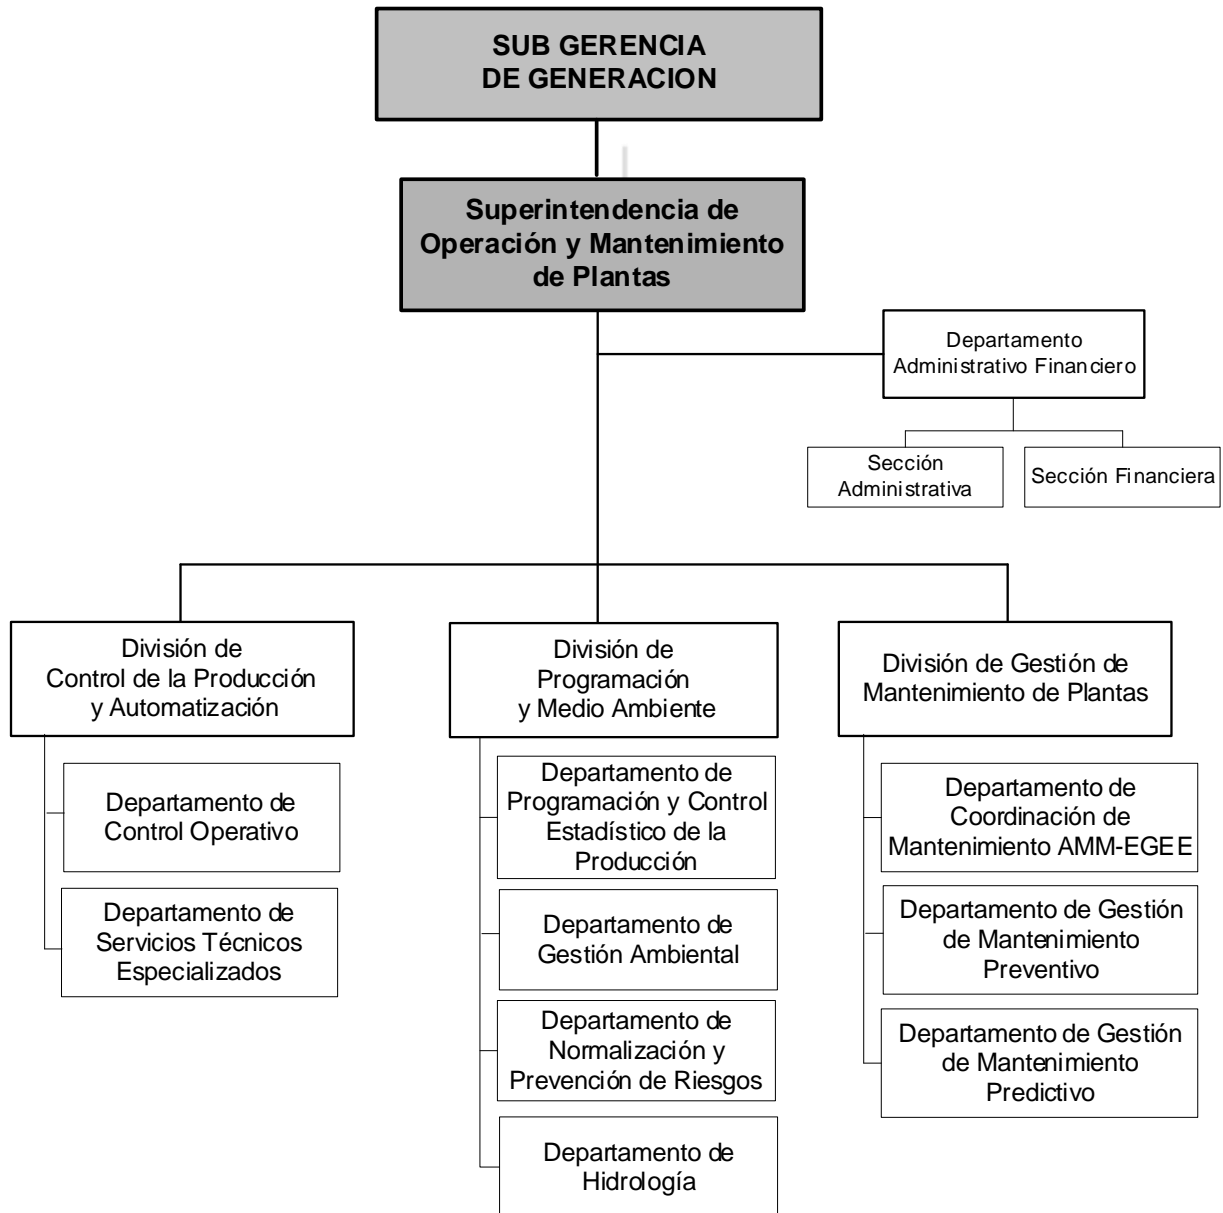 SUB GERENCIA
DE GENERACION
Superintendencia de
Operación y Mantenimiento
de Plantas
Departamento
Administrativo Financiero
Sección
Administrativa
Sección Financiera
División de
Control de la Producción
y Automatización
Departamento de
Control Operativo
Departamento de
Servicios Técnicos
Especializados
División de
Programación
y Medio Ambiente
Departamento de
Programación y Control
Estadístico de la
Producción
Departamento de
Gestión Ambiental
Departamento de
Normalización y
Prevención de Riesgos
Departamento de
Hidrología
División de Gestión de
Mantenimiento de Plantas
Departamento de
Coordinación de
Mantenimiento AMM-EGEE
Departamento de Gestión
de Mantenimiento
Preventivo
Departamento de Gestión
de Mantenimiento
Predictivo